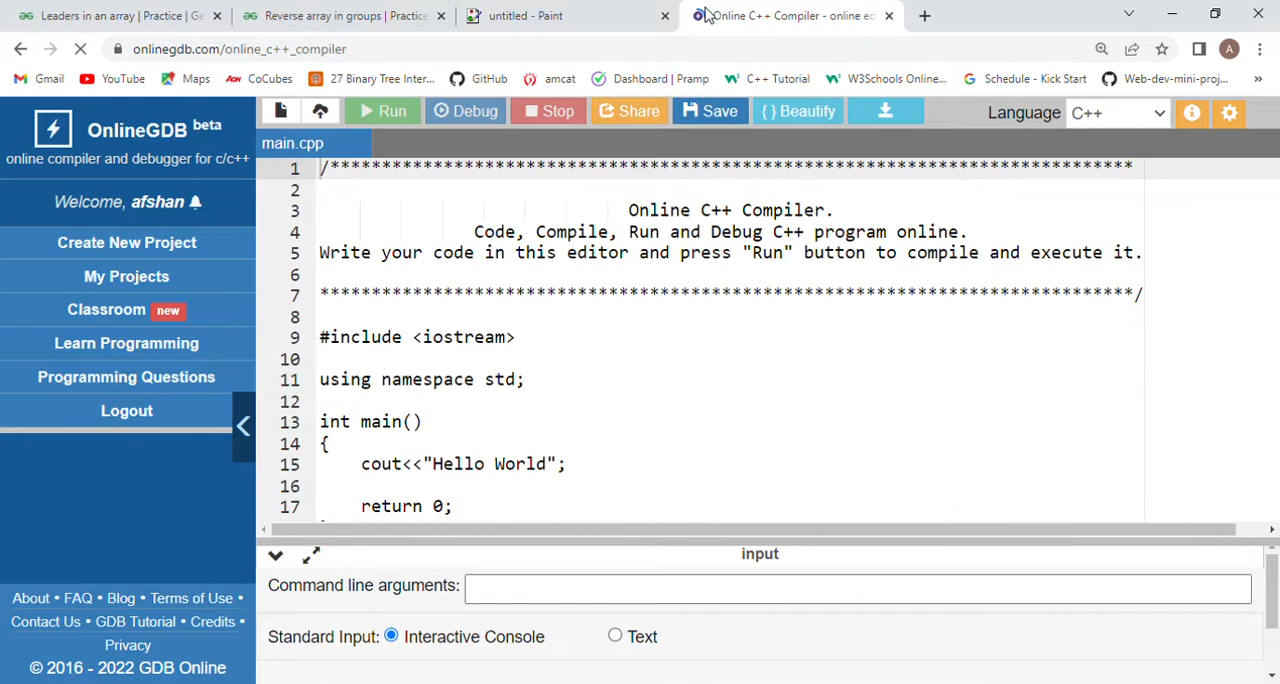 Leaders in an array | Practice | Ge
Reverse array in groups | Practice
untitled - Paint
Online C++ Compiler - online ed
onlinegdb.com/online_c++_compiler
A
Gmail
YouTube
Maps
CoCubes
27 Binary Tree Inter...
GitHub
amcat
Dashboard | Pramp
C++ Tutorial
W3Schools Online...
Schedule - Kick Start
Web-dev-mini-proj...
»
OnlineGDB beta
online compiler and debugger for c/c++
Welcome, afshan
Create New Project
My Projects
Classroom new
Learn Programming
Programming Questions
Logout
About • FAQ • Blog • Terms of Use •
Contact Us • GDB Tutorial • Credits •
Privacy
© 2016 - 2022 GDB Online
Run
Debug
Stop
Share
Save
{ } Beautify
Language C++
main.cpp
1 /******************************************************************************
2
3 Online C++ Compiler.
4 Code, Compile, Run and Debug C++ program online.
5 Write your code in this editor and press "Run" button to compile and execute it.
6
7 *******************************************************************************/
8
9 #include <iostream>
10
11 using namespace std;
12
13 int main()
14 {
15 cout<<"Hello World";
16
17 return 0;
input
Command line arguments:
Standard Input: Interactive Console Text